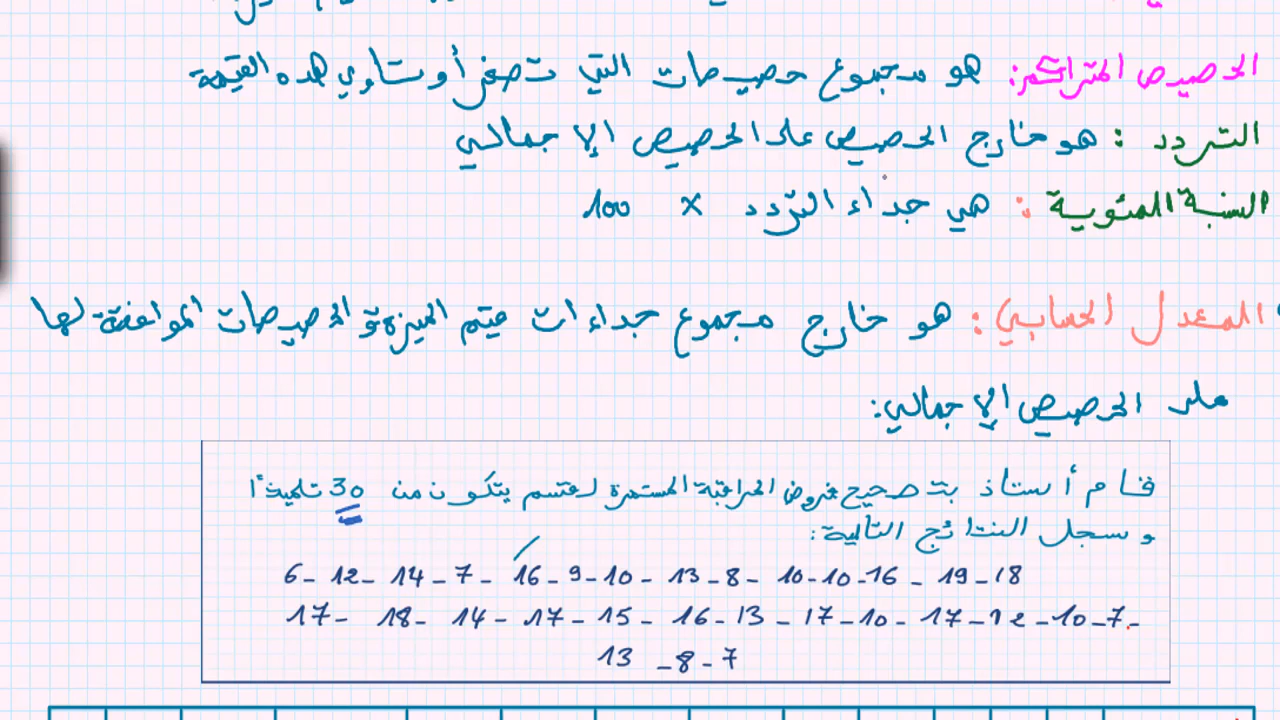 الحصيص المتراكم: هو مجموع حصيصات التي تصغر أو تساوي هذه القيمة
التردد : هو خارج الحصيص على الحصيص الإجمالي
النسبة المئوية : هي جداء التردد × 100
المعدل الحسابي : هو خارج مجموع جداءات قيم الميزة و الحصيصات الموافقة لها
على الحصيص الإجمالي:
قام أستاذ بتصحيح فروض المراقبة المستمرة لقسم يتكون من 30 تلميذا
وسجل النتائج التالية:
6 - 12 - 14 - 7 - 16 - 9 - 10 - 13 - 8 - 10 - 10 - 16 - 19 - 18
17 - 18 - 14 - 17 - 15 - 16 - 13 - 17 - 10 - 17 - 12 - 10 - 7 -
13 - 8 - 7